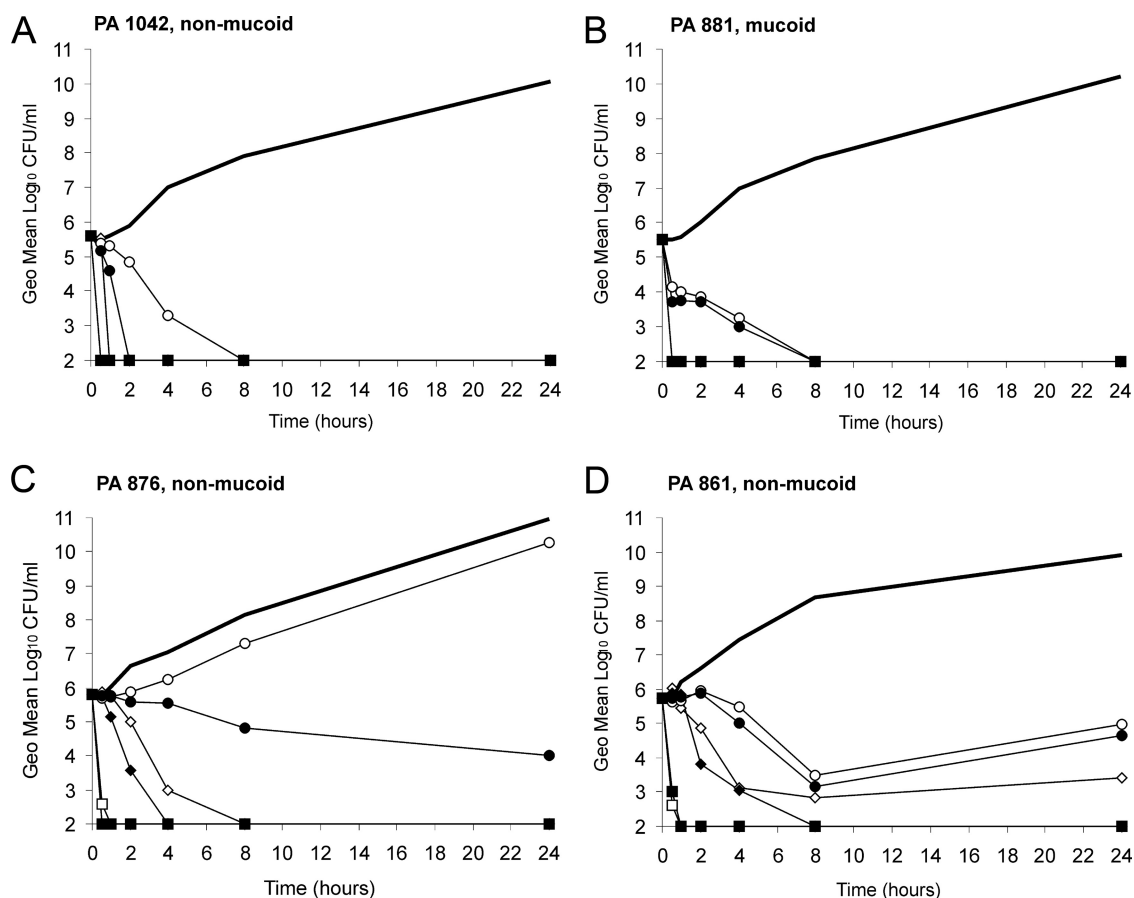 A
PA 1042, non-mucoid
11
10
9
8
7
6
5
4
3
2
Geo Mean Log10 CFU/ml
0 2 4 6 8 10 12 14 16 18 20 22 24
Time (hours)
B
PA 881, mucoid
11
10
9
8
7
6
5
4
3
2
Geo Mean Log10 CFU/ml
0 2 4 6 8 10 12 14 16 18 20 22 24
Time (hours)
C
PA 876, non-mucoid
11
10
9
8
7
6
5
4
3
2
Geo Mean Log10 CFU/ml
0 2 4 6 8 10 12 14 16 18 20 22 24
Time (hours)
D
PA 861, non-mucoid
11
10
9
8
7
6
5
4
3
2
Geo Mean Log10 CFU/ml
0 2 4 6 8 10 12 14 16 18 20 22 24
Time (hours)